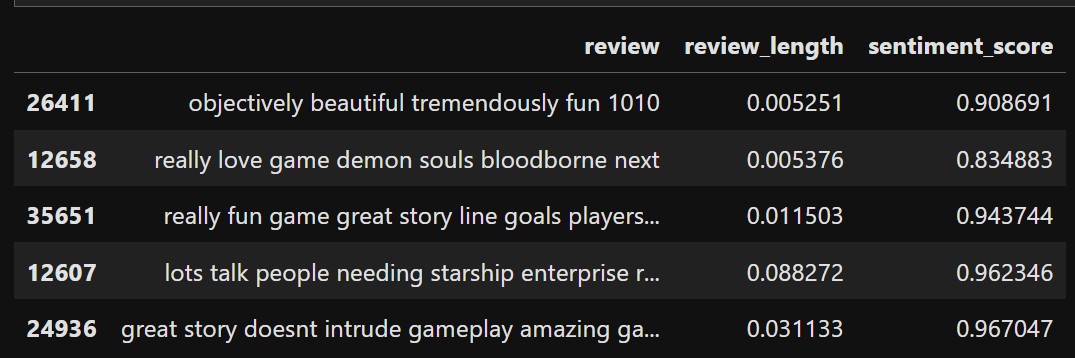 review review_length sentiment_score
26411 objectively beautiful tremendously fun 1010 0.005251 0.908691
12658 really love game demon souls bloodborne next 0.005376 0.834883
35651 really fun game great story line goals players... 0.011503 0.943744
12607 lots talk people needing starship enterprise r... 0.088272 0.962346
24936 great story doesnt intrude gameplay amazing ga... 0.031133 0.967047